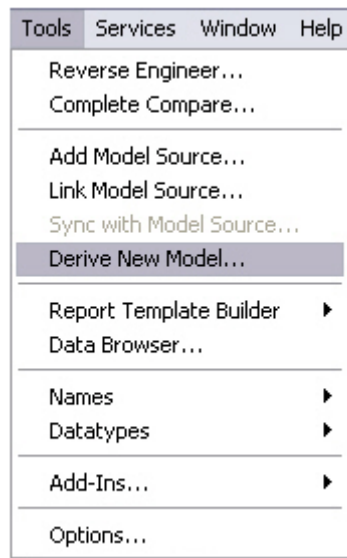 Tools Services Window Help
Reverse Engineer...
Complete Compare...
Add Model Source...
Link Model Source...
Sync with Model Source...
Derive New Model...
Report Template Builder
Data Browser...
Names
Datatypes
Add-Ins...
Options...